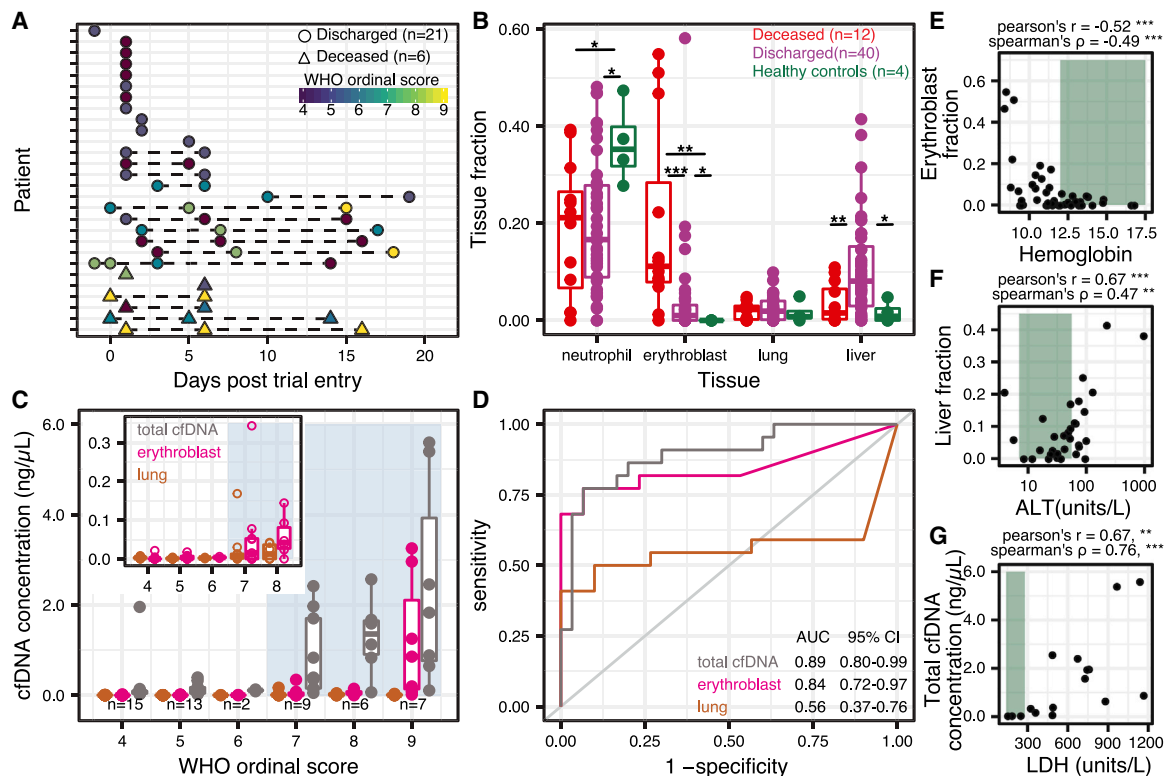 A
Discharged (n=21)
Deceased (n=6)
WHO ordinal score
4 5 6 7 8 9
Patient
0 5 10 15 20
Days post trial entry
B
Deceased (n=12)
Discharged(n=40)
Healthy controls (n=4)
* * ** *** * ** *
Tissue fraction
0.60
0.40
0.20
0.00
neutrophil erythroblast lung liver
Tissue
C
total cfDNA
erythroblast
lung
0.3
0.2
0.1
0.0
4 5 6 7 8
cfDNA concentration (ng/μL)
6.0
4.0
2.0
0.0
n=15 n=13 n=2 n=9 n=6 n=7
4 5 6 7 8 9
WHO ordinal score
D
sensitivity
1.00
0.75
0.50
0.25
0.00
AUC 95% CI
total cfDNA 0.89 0.80-0.99
erythroblast 0.84 0.72-0.97
lung 0.56 0.37-0.76
0.00 0.25 0.50 0.75 1.00
1 −specificity
E
pearson's r = -0.52 ***
spearman's ρ = -0.49 ***
Erythroblast
fraction
0.6
0.4
0.2
0.0
10.0 12.5 15.0 17.5
Hemoglobin
F
pearson's r = 0.67 ***
spearman's ρ = 0.47 **
Liver fraction
0.4
0.3
0.2
0.1
0.0
10 100 1000
ALT(units/L)
G
pearson's r = 0.67, **
spearman's ρ = 0.76, ***
Total cfDNA
concentration (ng/μL)
6.0
4.0
2.0
0.0
300 600 900 1200
LDH (units/L)